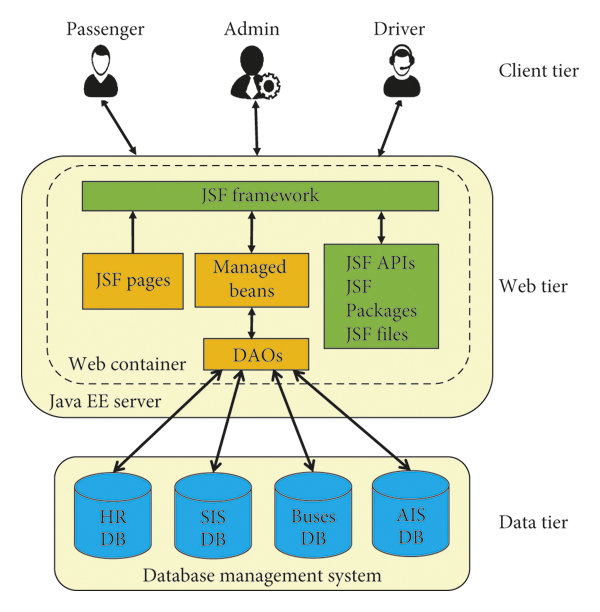 Passenger
Admin
Driver
Client tier
JSF framework
JSF pages
Managed
beans
JSF APIs
JSF
Packages
JSF files
Web tier
DAOs
Web container
Java EE server
HR
DB
SIS
DB
Buses
DB
AIS
DB
Data tier
Database management system